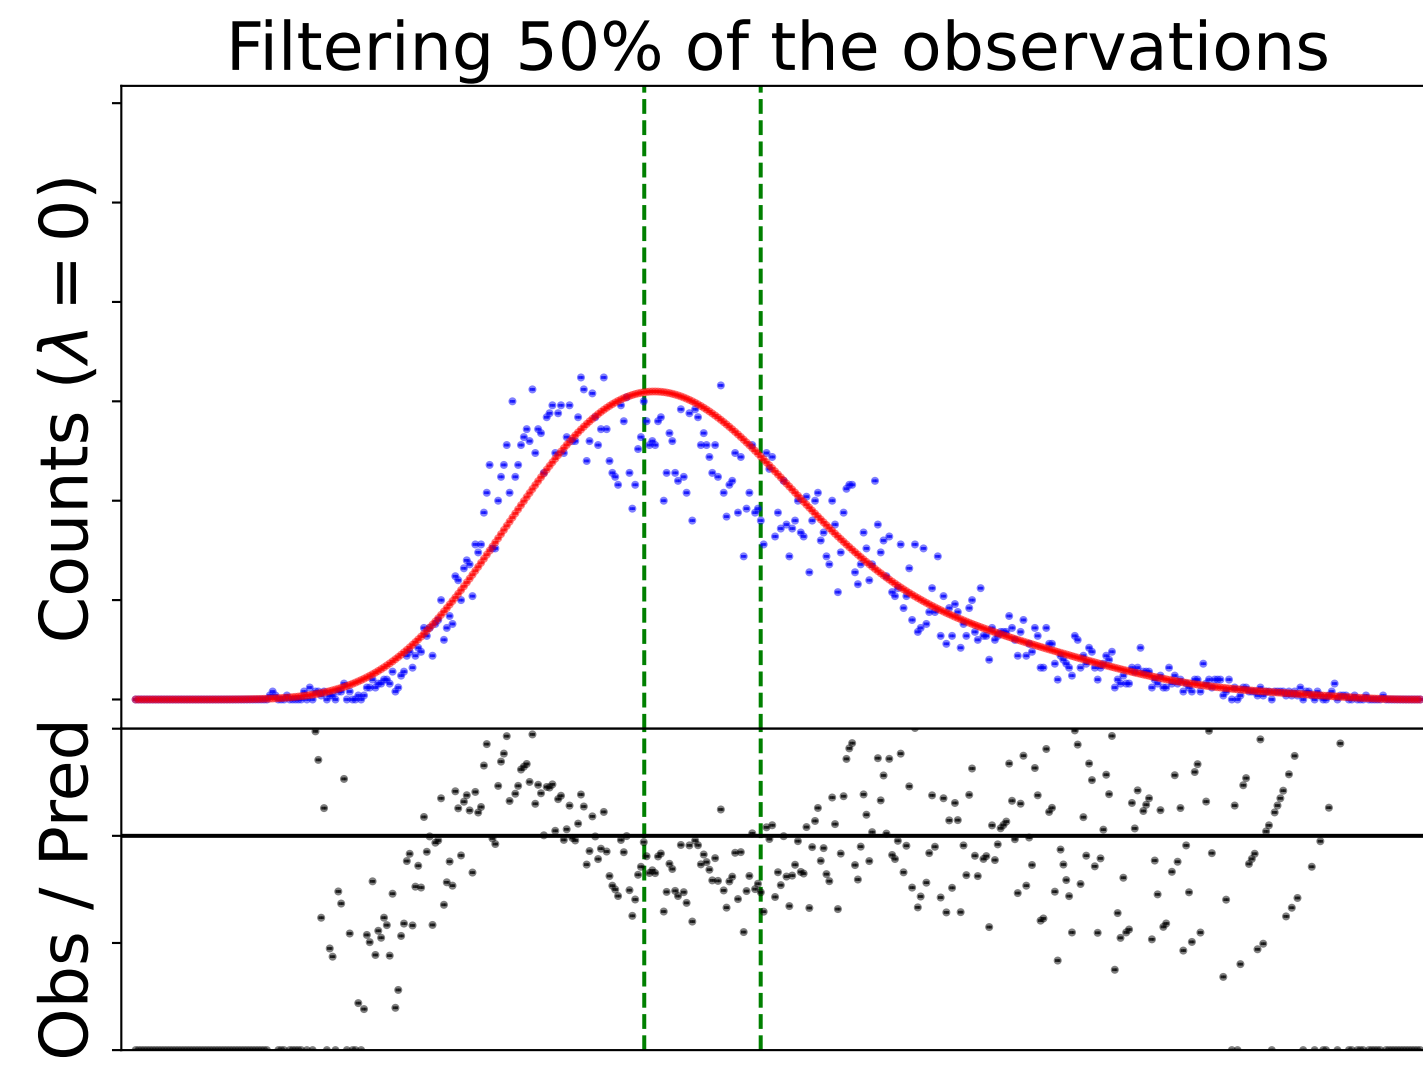 Filtering 50% of the observations
Counts (λ = 0)
Obs / Pred